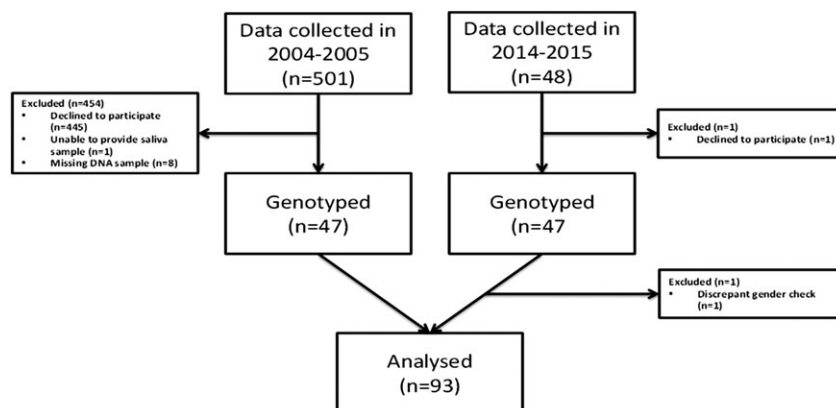 Data collected in
2004-2005
(n=501)
Data collected in
2014-2015
(n=48)
Excluded (n=454)
▪ Declined to participate
(n=445)
▪ Unable to provide saliva
sample (n=1)
▪ Missing DNA sample (n=8)
Excluded (n=1)
▪ Declined to participate (n=1)
Genotyped
(n=47)
Genotyped
(n=47
Excluded (n=1)
▪ Discrepant gender check
(n=1)
Analysed
(n=93)